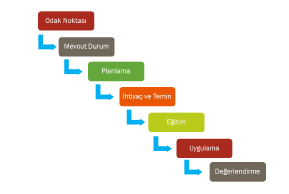 Odak Noktası
Mevcut Durum
Planlama
İhtiyaç ve Temin
Eğitim
Uygulama
Değerlendirme